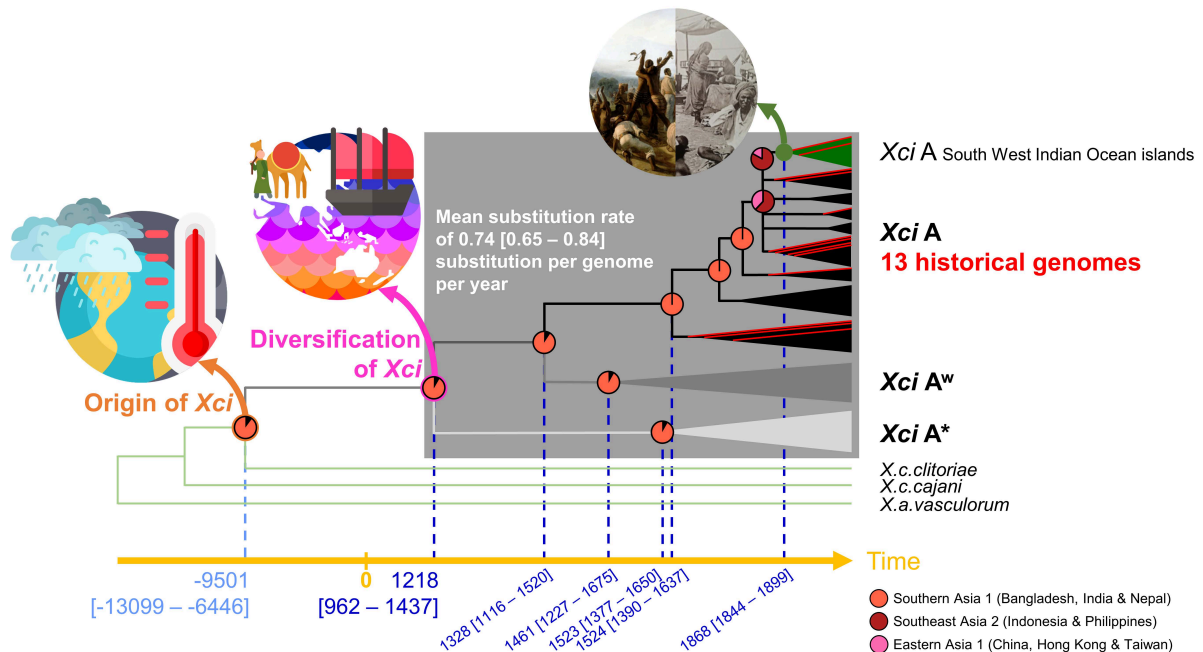 Xci A South West Indian Ocean islands
Mean substitution rate
of 0.74 [0.65 – 0.84]
substitution per genome
per year
Xci A
13 historical genomes
Diversification
of Xci
Origin of Xci
Xci Aʷ
Xci A*
X.c.clitoriae
X.c.cajani
X.a.vasculorum
Time
-9501
[-13099 – -6446]
0
1218
[962 – 1437]
1328 [1116 – 1520]
1461 [1227 – 1675]
1523 [1377 – 1650]
1524 [1390 – 1637]
1868 [1844 – 1899]
Southern Asia 1 (Bangladesh, India & Nepal)
Southeast Asia 2 (Indonesia & Philippines)
Eastern Asia 1 (China, Hong Kong & Taiwan)